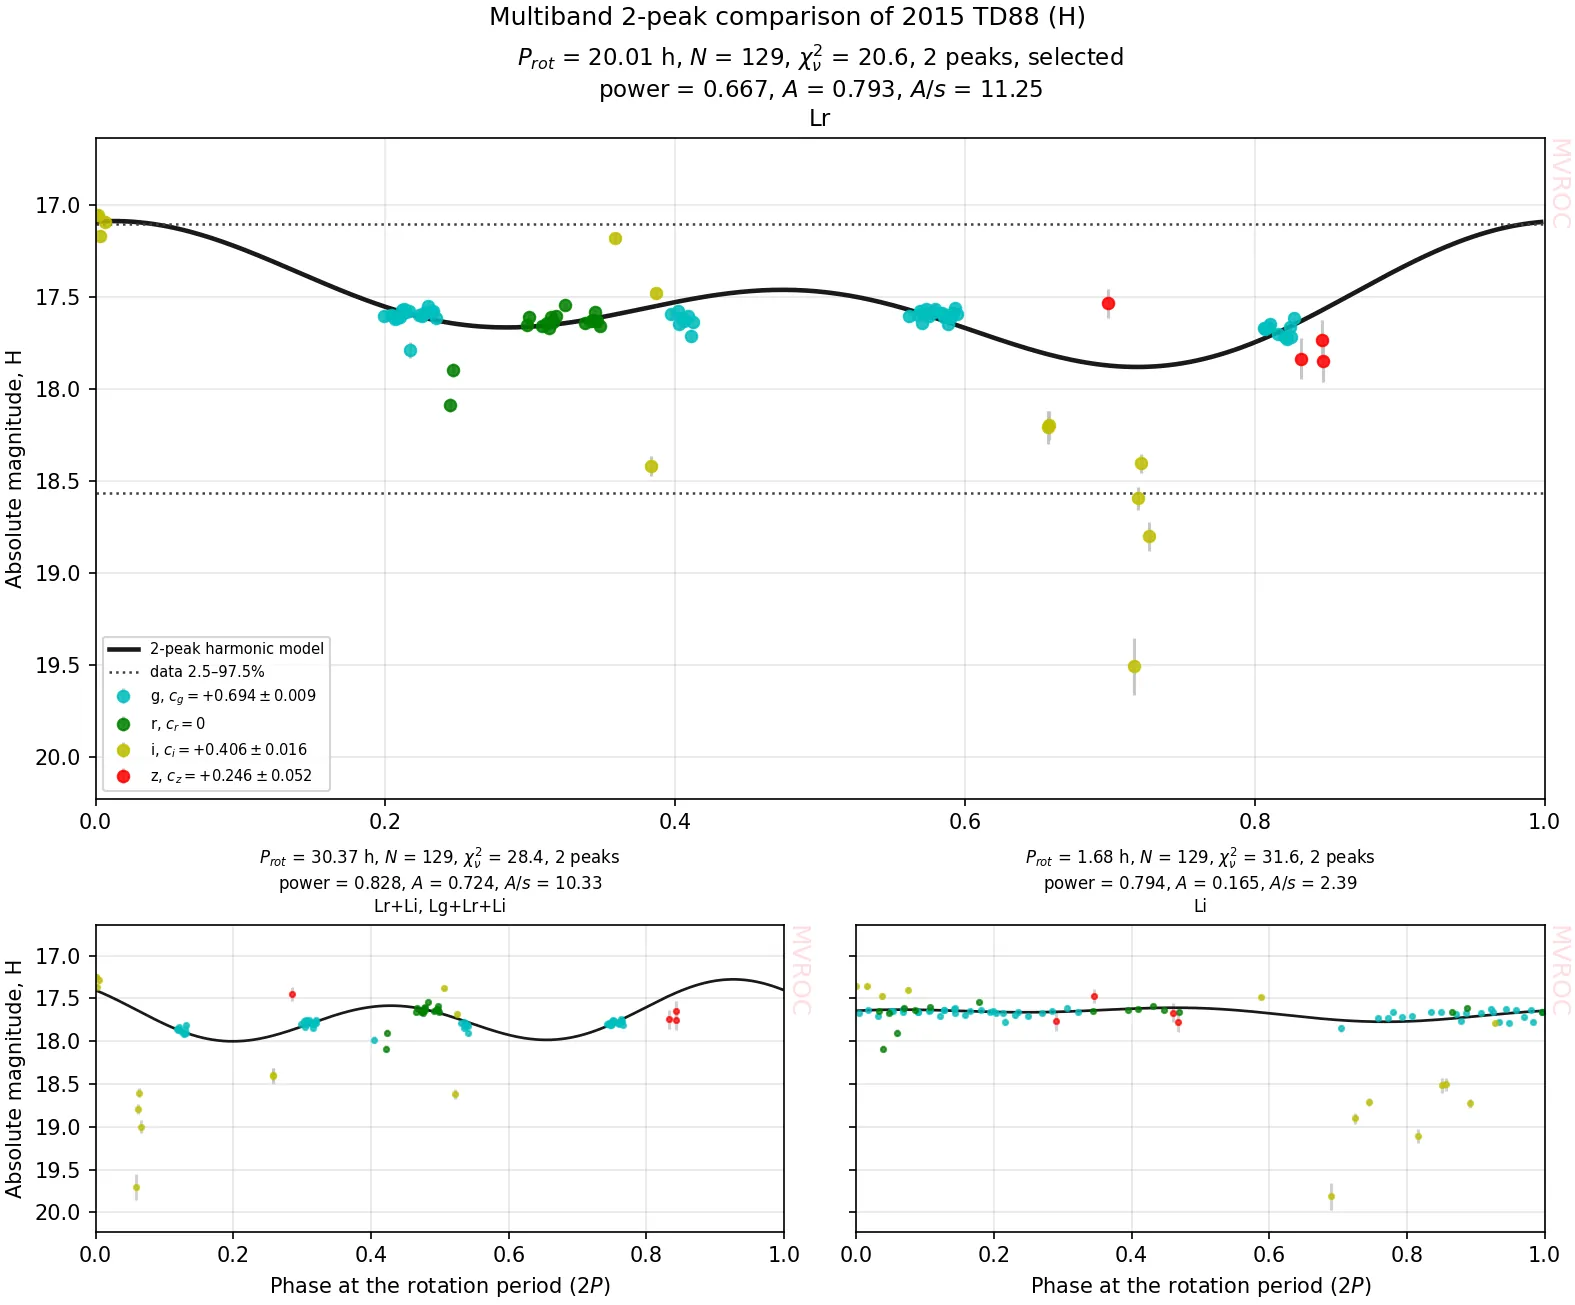 Multiband 2-peak comparison of 2015 TD88 (H)
P_rot = 20.01 h, N = 129, χ²_ν = 20.6, 2 peaks, selected
power = 0.667, A = 0.793, A/s = 11.25
Lr
MVROC
Absolute magnitude, H
17.0
17.5
18.0
18.5
19.0
19.5
20.0
2-peak harmonic model
data 2.5–97.5%
g, c_g = +0.694 ± 0.009
r, c_r = 0
i, c_i = +0.406 ± 0.016
z, c_z = +0.246 ± 0.052
0.0 0.2 0.4 0.6 0.8 1.0
P_rot = 30.37 h, N = 129, χ²_ν = 28.4, 2 peaks
power = 0.828, A = 0.724, A/s = 10.33
Lr+Li, Lg+Lr+Li
MVROC
Absolute magnitude, H
17.0
17.5
18.0
18.5
19.0
19.5
20.0
0.0 0.2 0.4 0.6 0.8 1.0
Phase at the rotation period (2P)
P_rot = 1.68 h, N = 129, χ²_ν = 31.6, 2 peaks
power = 0.794, A = 0.165, A/s = 2.39
Li
MVROC
0.0 0.2 0.4 0.6 0.8 1.0
Phase at the rotation period (2P)